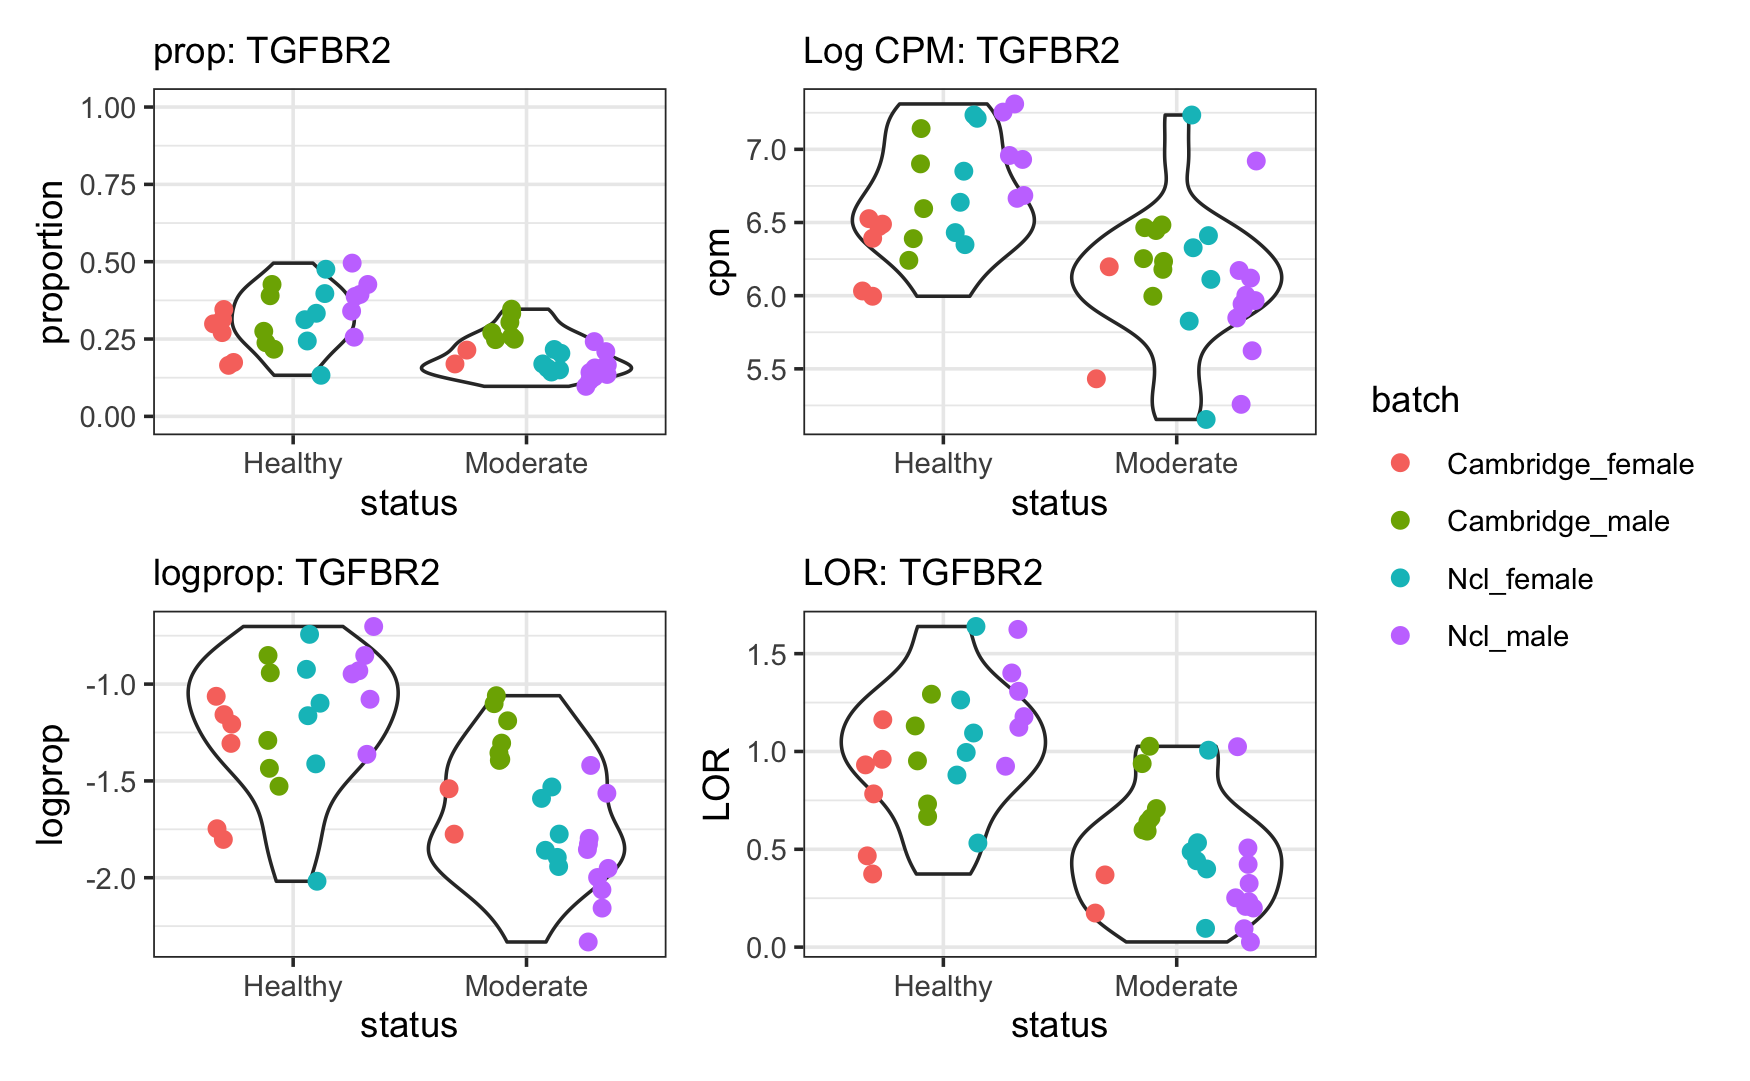 prop: TGFBR2
1.00
0.75
0.50
0.25
0.00
proportion
Healthy
Moderate
status
Log CPM: TGFBR2
7.0
6.5
6.0
5.5
cpm
Healthy
Moderate
status
logprop: TGFBR2
-1.0
-1.5
-2.0
logprop
Healthy
Moderate
status
LOR: TGFBR2
1.5
1.0
0.5
0.0
LOR
Healthy
Moderate
status
batch
Cambridge_female
Cambridge_male
Ncl_female
Ncl_male